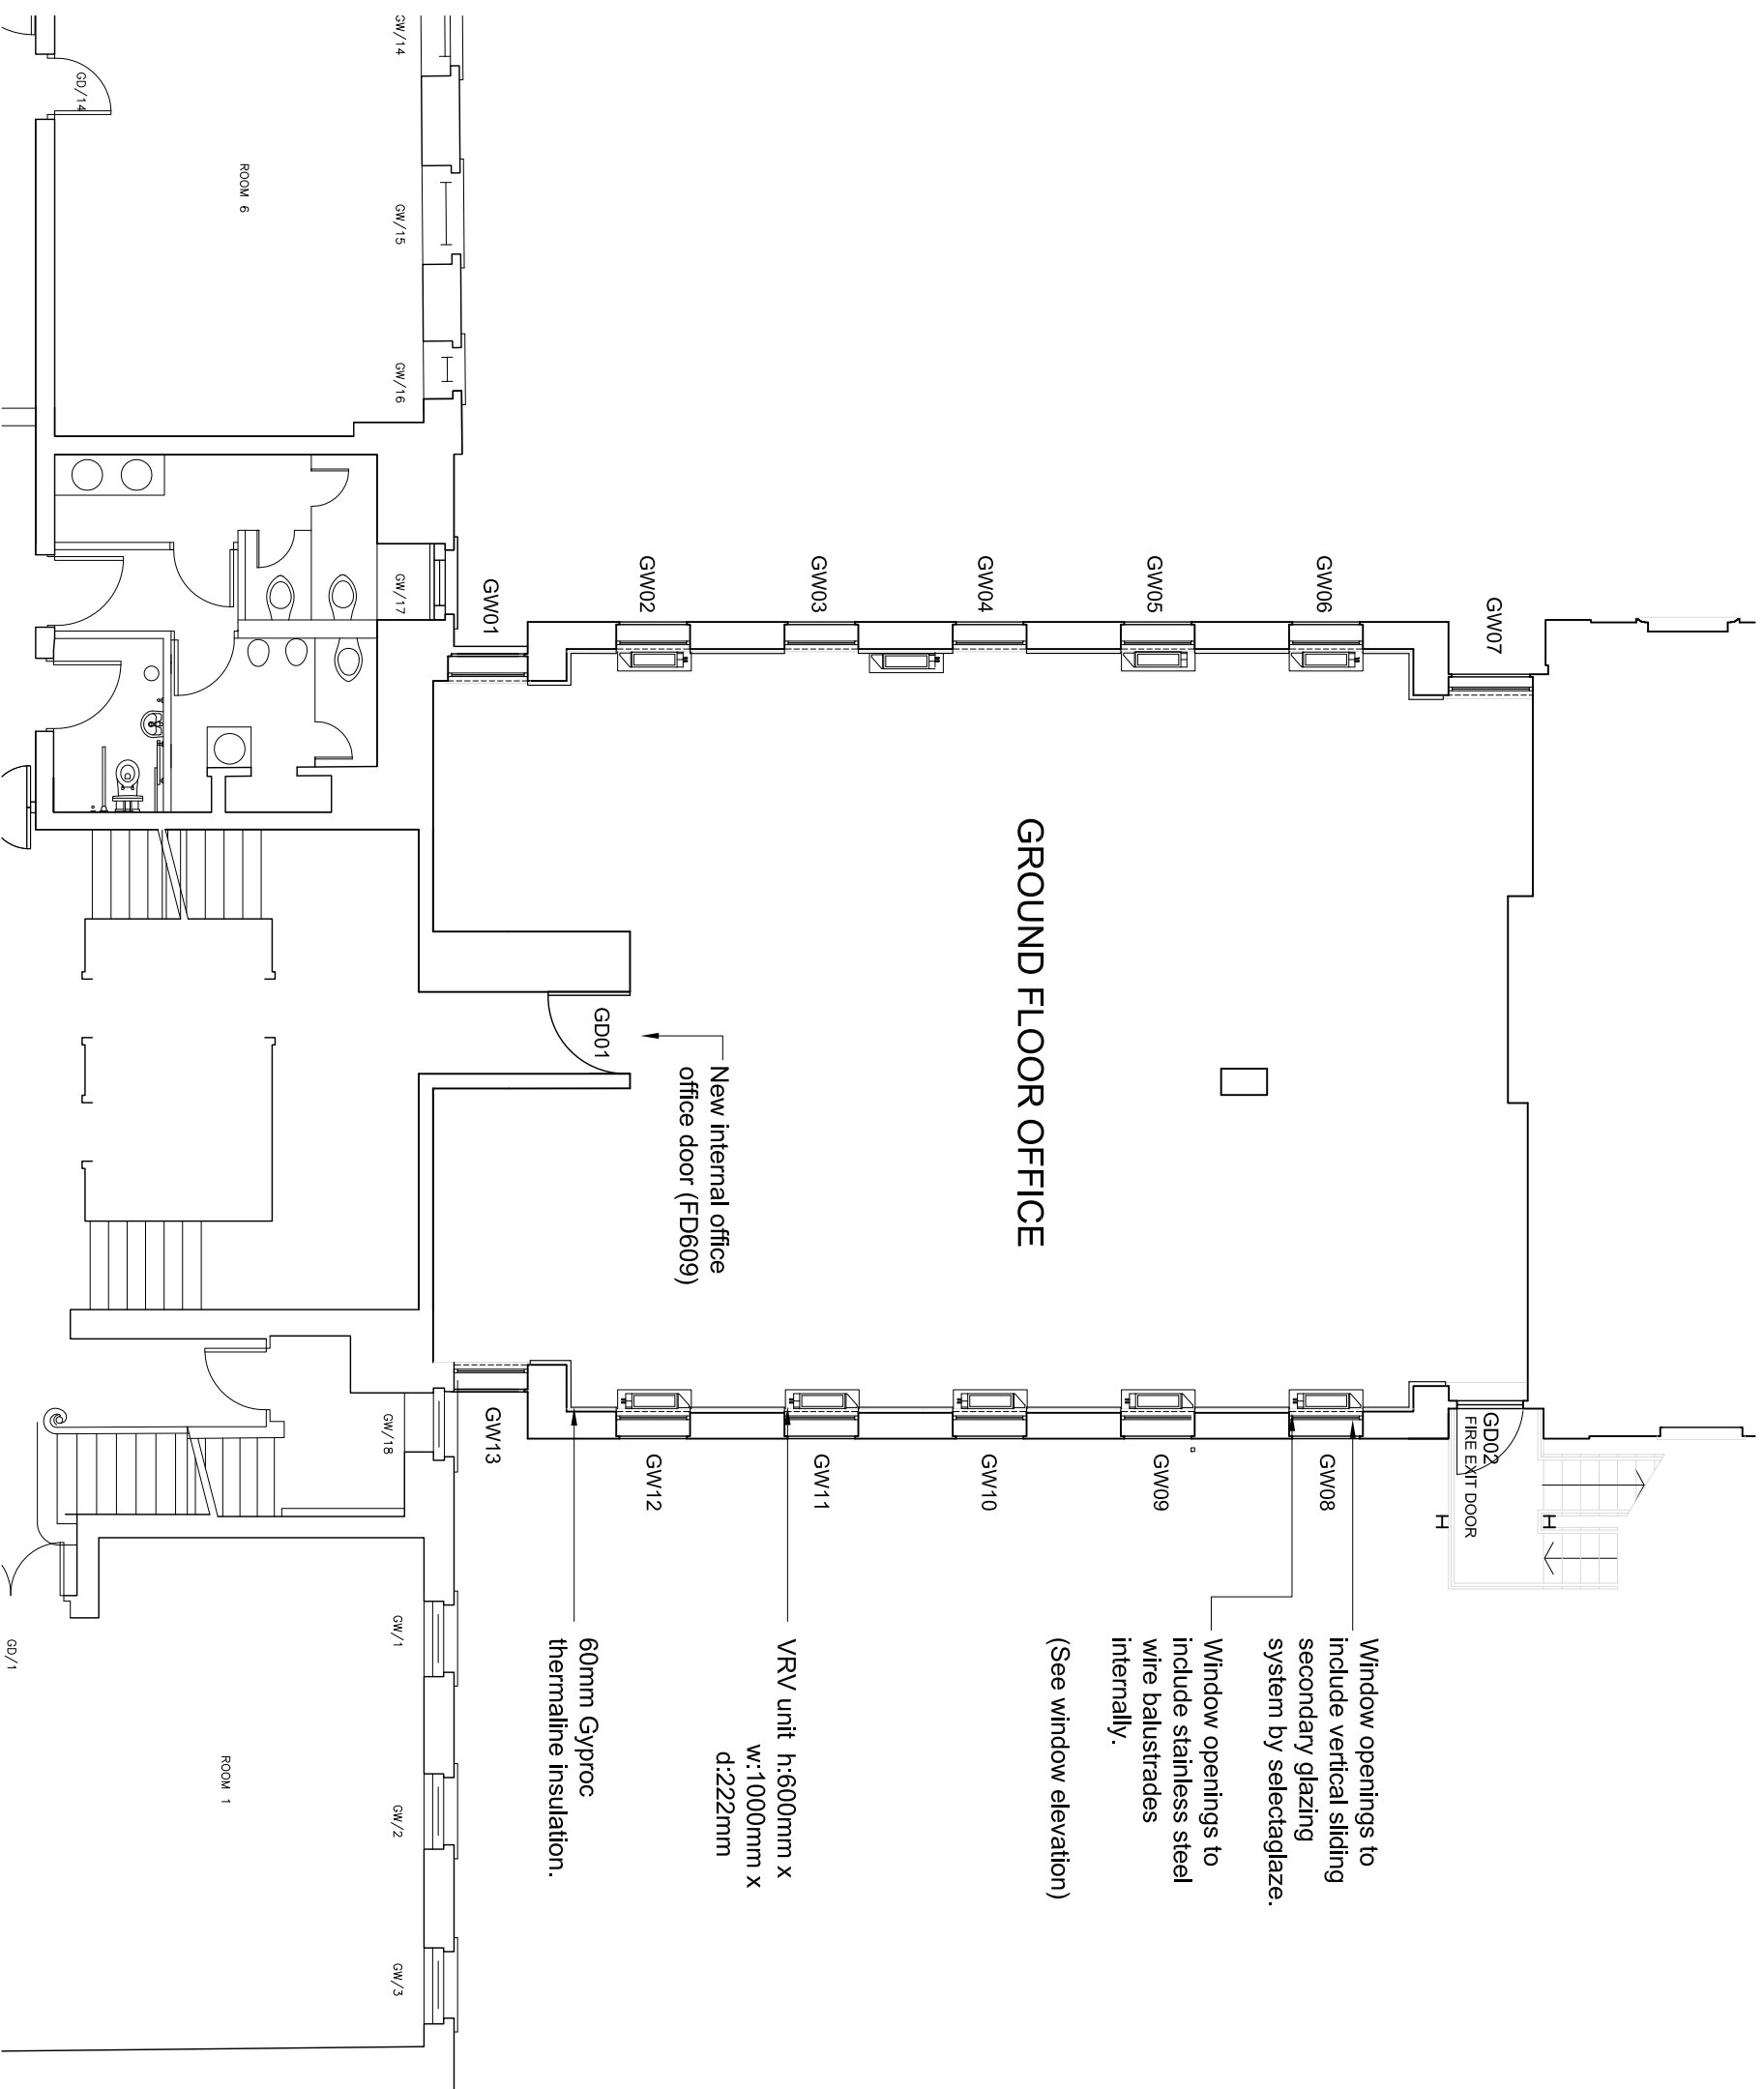 GW/14
GD/14
ROOM 6
GW/15
GW/16
GW/17
GW01
GW02
GW03
GW04
GW05
GW06
GW07
GROUND FLOOR OFFICE
GD01
New internal office
office door (FD609)
GD02
FIRE EXIT DOOR
H
H
GW08
GW09
GW10
GW11
GW12
GW13
GW/18
Window openings to
include vertical sliding
secondary glazing
system by selectaglaze.
Window openings to
include stainless steel
wire balustrades
internally.
(See window elevation)
VRV unit h:600mm x
w:1000mm x
d:222mm
60mm Gyproc
thermaline insulation.
GW/1
GW/2
GW/3
ROOM 1
GD/1